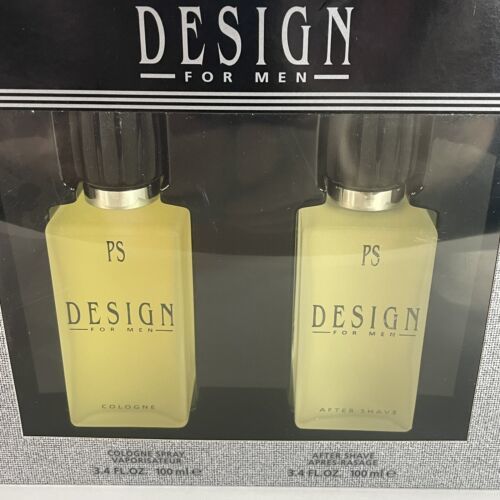 DESIGN
FOR MEN
PS
DESIGN
FOR MEN
COLOGNE
PS
DESIGN
FOR MEN
AFTER SHAVE
COLOGNE SPRAY
VAPORISATEUR
3.4 FL.OZ. 100 ml ℮
AFTER SHAVE
APRÈS-RASAGE
3.4 FL.OZ. 100 ml ℮